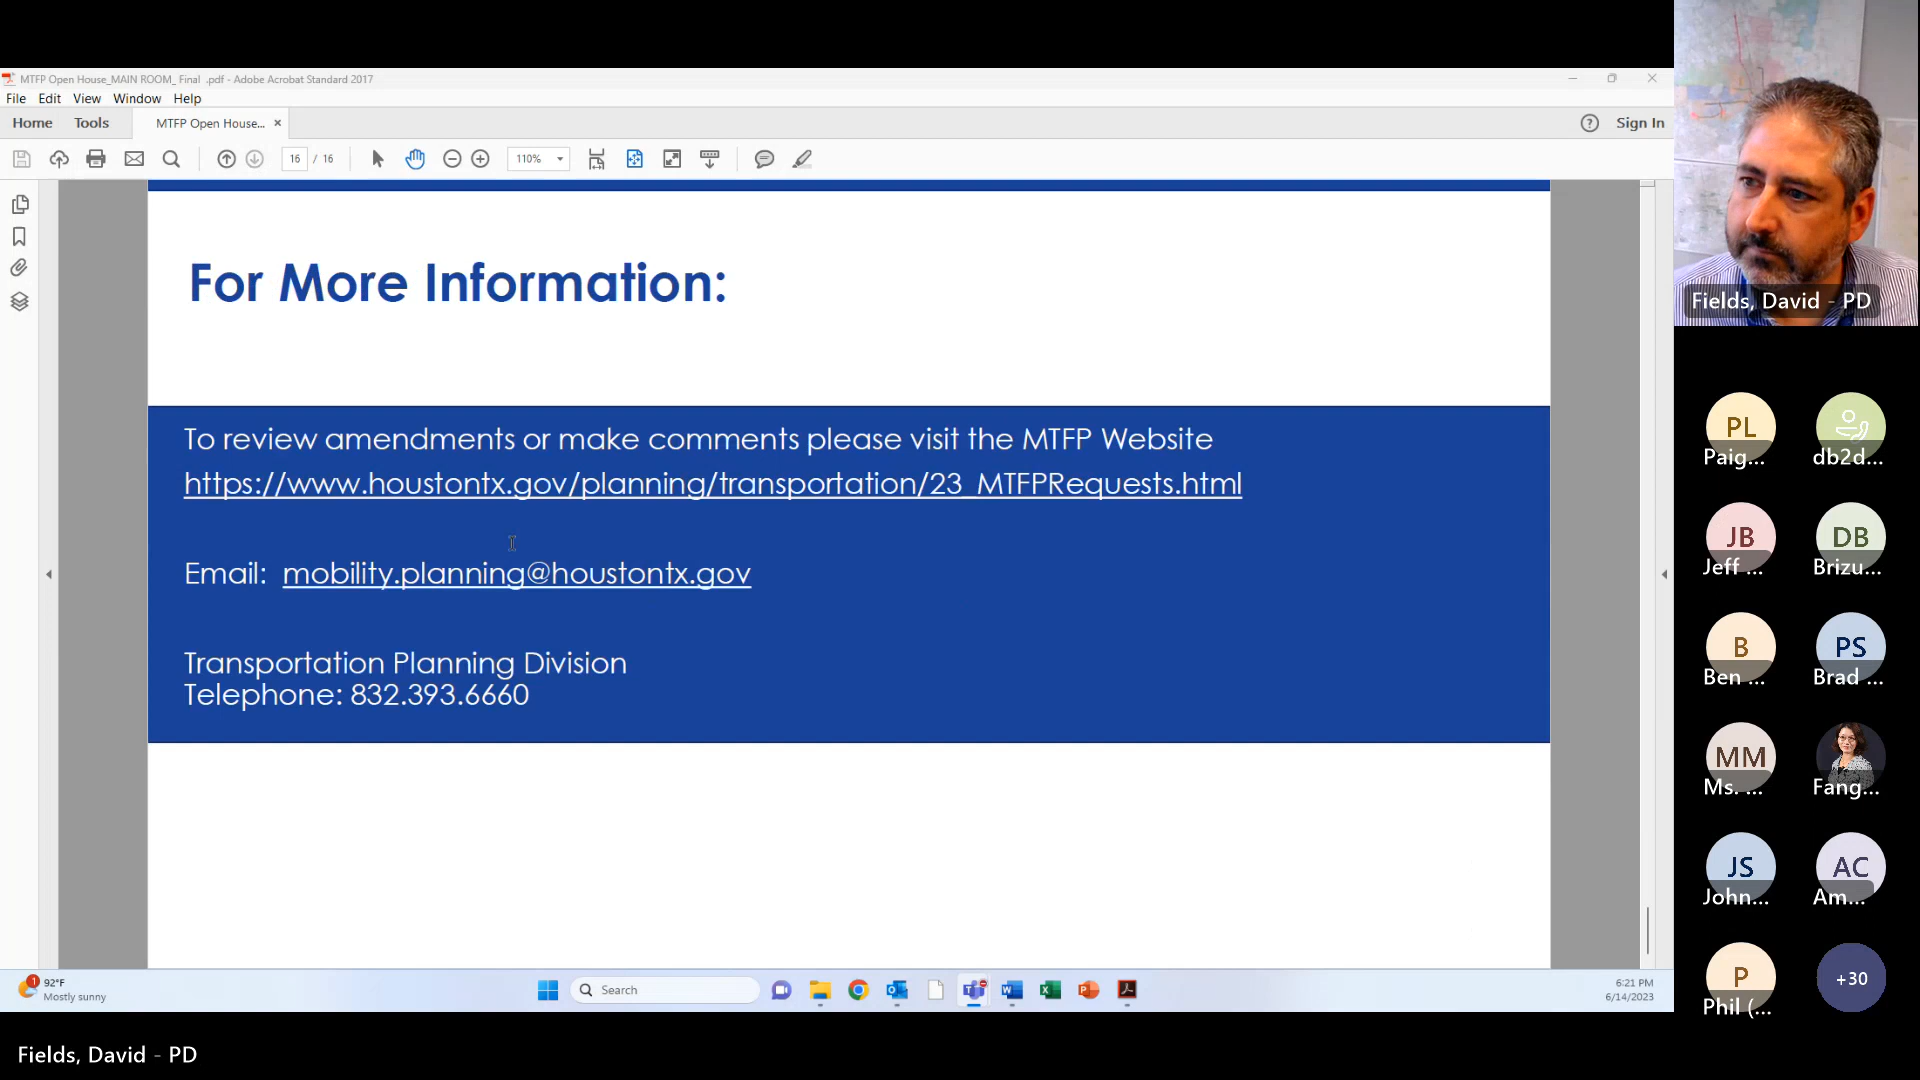 MTFP Open House_MAIN ROOM_ Final .pdf - Adobe Acrobat Standard 2017
File Edit View Window Help
Home Tools MTFP Open House... × Sign In
16 / 16 110%
For More Information:
To review amendments or make comments please visit the MTFP Website
https://www.houstontx.gov/planning/transportation/23_MTFPRequests.html
Email: mobility.planning@houstontx.gov
Transportation Planning Division
Telephone: 832.393.6660
Fields, David - PD
PL
Paig...
db2d...
JB
Jeff ...
DB
Brizu...
B
Ben ...
PS
Brad ...
MM
Ms. ...
Fang...
JS
John...
AC
Am...
P
Phil (...
+30
1
92°F
Mostly sunny
Search
6:21 PM
6/14/2023
Fields, David - PD